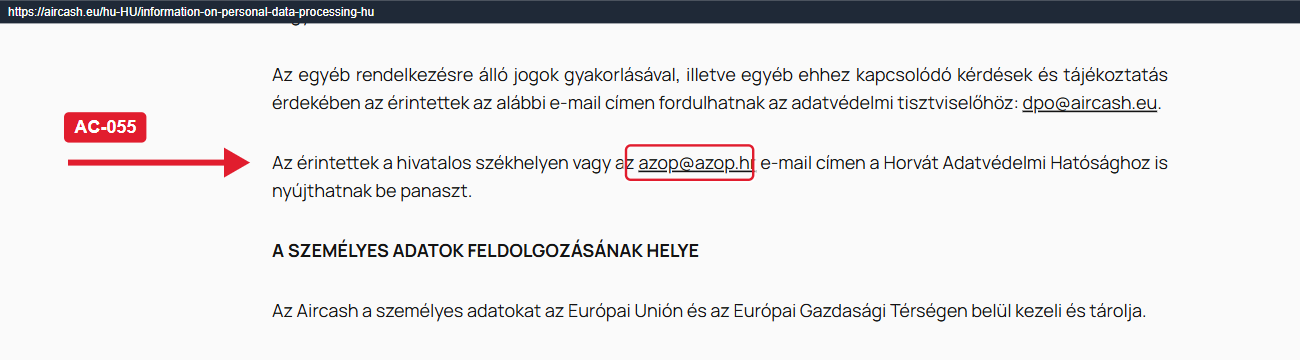 https://aircash.eu/hu-HU/information-on-personal-data-processing-hu
Az egyéb rendelkezésre álló jogok gyakorlásával, illetve egyéb ehhez kapcsolódó kérdések és tájékoztatás
érdekében az érintettek az alábbi e-mail címen fordulhatnak az adatvédelmi tisztviselőhöz: dpo@aircash.eu.
AC-055
Az érintettek a hivatalos székhelyen vagy az azop@azop.hr e-mail címen a Horvát Adatvédelmi Hatósághoz is
nyújthatnak be panaszt.
A SZEMÉLYES ADATOK FELDOLGOZÁSÁNAK HELYE
Az Aircash a személyes adatokat az Európai Unión és az Európai Gazdasági Térségen belül kezeli és tárolja.